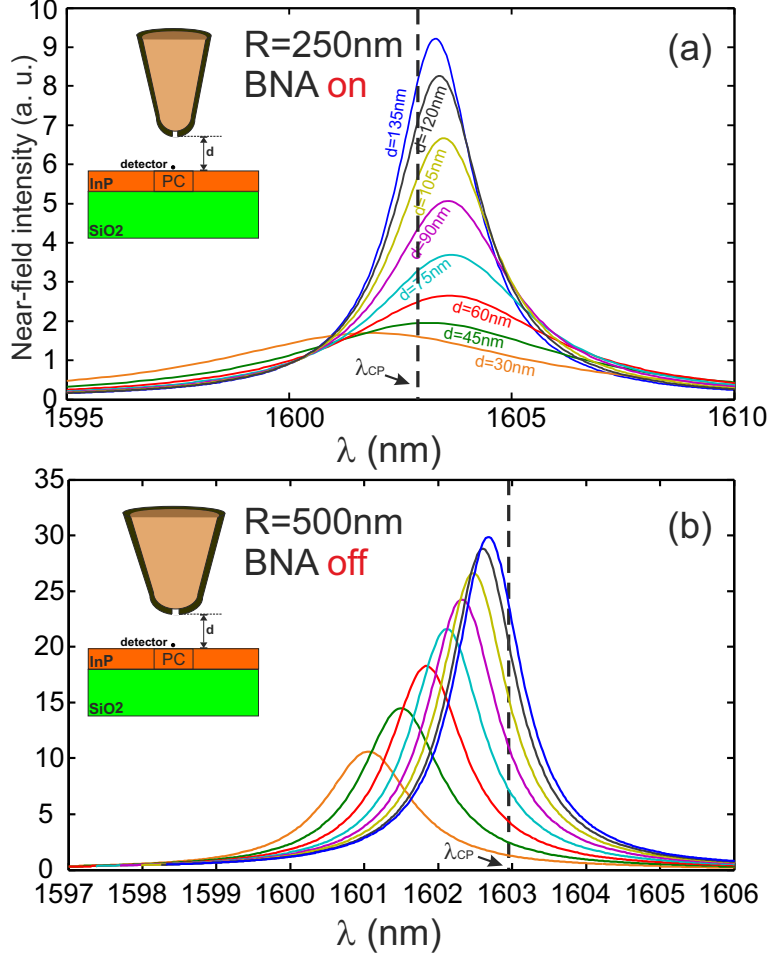 10
9
8
7
6
5
4
3
2
1
0
Near-field intensity (a. u.)
R=250nm
BNA on
(a)
d
detector
InP
PC
SiO2
d=135nm
d=120nm
d=105nm
d=90nm
d=75nm
d=60nm
d=45nm
d=30nm
λCP
1595
1600
1605
1610
λ (nm)
35
30
25
20
15
10
5
0
R=500nm
BNA off
(b)
d
detector
InP
PC
SiO2
λCP
1597 1598 1599 1600 1601 1602 1603 1604 1605 1606
λ (nm)